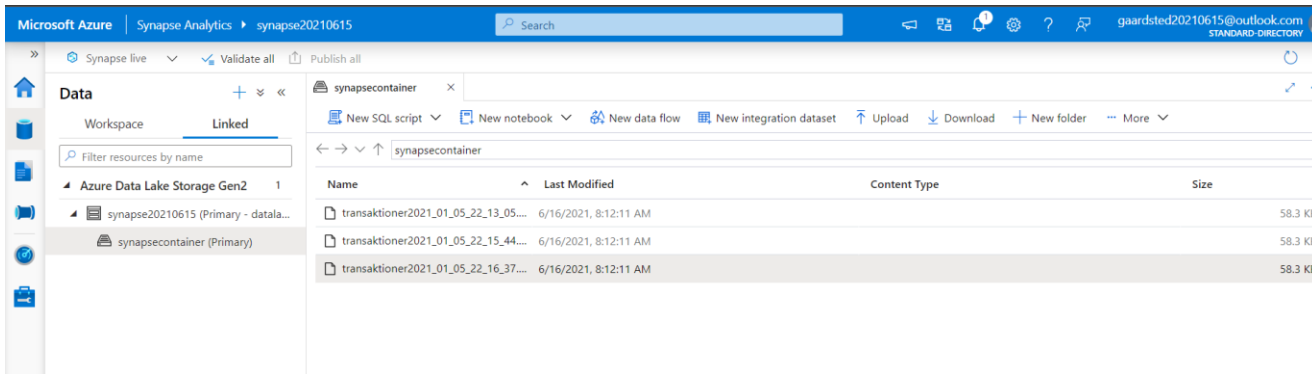 Microsoft Azure Synapse Analytics synapse20210615 Search 1 gaardsted20210615@outlook.com
STANDARD-DIRECTORY
Synapse live Validate all Publish all
Data
synapsecontainer
Workspace Linked
New SQL script New notebook New data flow New integration dataset Upload Download New folder More
Filter resources by name
synapsecontainer
Azure Data Lake Storage Gen2 1
Name Last Modified Content Type Size
synapse20210615 (Primary - datala...
transaktioner2021_01_05_22_13_05.... 6/16/2021, 8:12:11 AM 58.3
synapsecontainer (Primary)
transaktioner2021_01_05_22_15_44.... 6/16/2021, 8:12:11 AM 58.3
transaktioner2021_01_05_22_16_37.... 6/16/2021, 8:12:11 AM 58.3